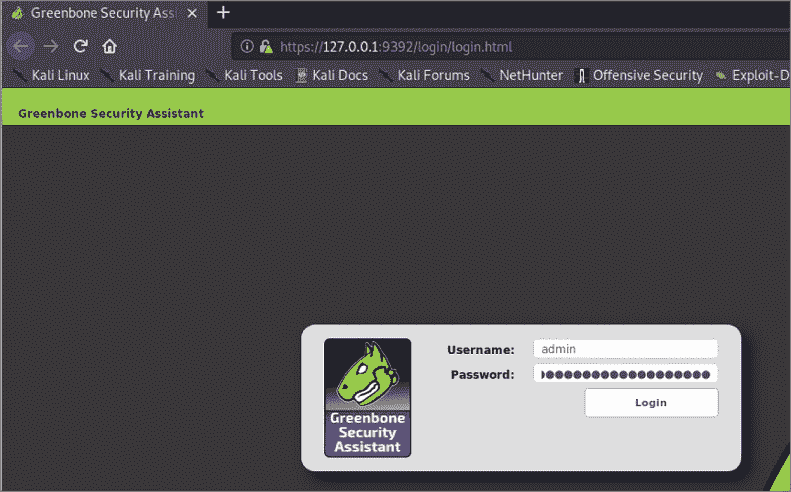 Greenbone Security Ass
https://127.0.0.1:9392/login/login.html
Kali Linux Kali Training Kali Tools Kali Docs Kali Forums NetHunter Offensive Security Exploit-D
Greenbone Security Assistant
Username: admin
Password:
Login
Greenbone
Security
Assistant